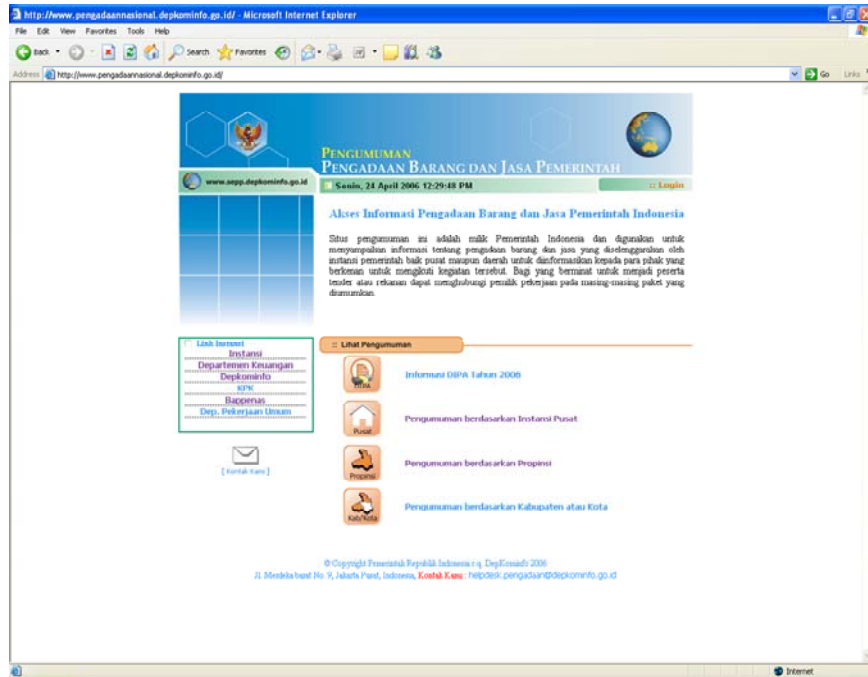 http://www.pengadaannasional.depkominfo.go.id/ - Microsoft Internet Explorer
File Edit View Favorites Tools Help
Back Search Favorites
Address http://www.pengadaannasional.depkominfo.go.id/ Go Links
PENGUMUMAN
PENGADAAN BARANG DAN JASA PEMERINTAH
www.sepp.depkominfo.go.id
Senin, 24 April 2006 12:29:48 PM
:: Login
Akses Informasi Pengadaan Barang dan Jasa Pemerintah Indonesia
Situs pengumuman ini adalah milik Pemerintah Indonesia dan digunakan untuk
menyampaikan informasi tentang pengadaan barang dan jasa yang diselenggarakan oleh
instansi pemerintah baik pusat maupun daerah untuk diinformasikan kepada para pihak yang
berkenan untuk mengikuti kegiatan tersebut. Bagi yang berminat untuk menjadi peserta
tender atau rekanan dapat menghubungi pemilik pekerjaan pada masing-masing paket yang
diumumkan.
Link Instansi
Instansi
Departemen Keuangan
Depkominfo
KPK
Bappenas
Dep. Pekerjaan Umum
[ Kontak Kami ]
:: Lihat Pengumuman
DIPA
Informasi DIPA Tahun 2006
Pusat
Pengumuman berdasarkan Instansi Pusat
Propinsi
Pengumuman berdasarkan Propinsi
Kab/Kota
Pengumuman berdasarkan Kabupaten atau Kota
© Copyright Pemerintah Republik Indonesia c.q. DepKominfo 2006
Jl. Merdeka barat No. 9, Jakarta Pusat, Indonesia, Kontak Kami : helpdesk.pengadaan@depkominfo.go.id
Internet